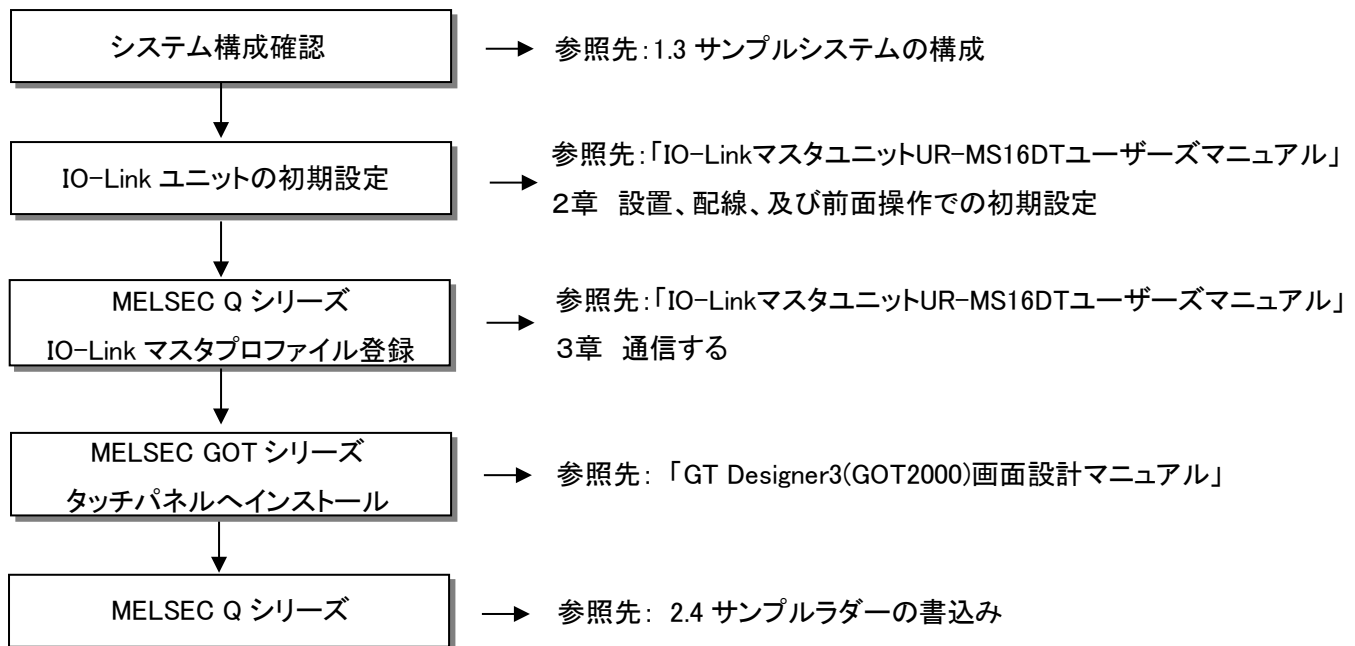 システム構成確認
参照先：1.3 サンプルシステムの構成
IO-Link ユニットの初期設定
参照先：「IO-LinkマスタユニットUR-MS16DTユーザーズマニュアル」
２章　設置、配線、及び前面操作での初期設定
MELSEC Q シリーズ
IO-Link マスタプロファイル登録
参照先：「IO-LinkマスタユニットUR-MS16DTユーザーズマニュアル」
３章　通信する
MELSEC GOT シリーズ
タッチパネルへインストール
参照先： 「GT Designer3(GOT2000)画面設計マニュアル」
MELSEC Q シリーズ
参照先： 2.4 サンプルラダーの書込み